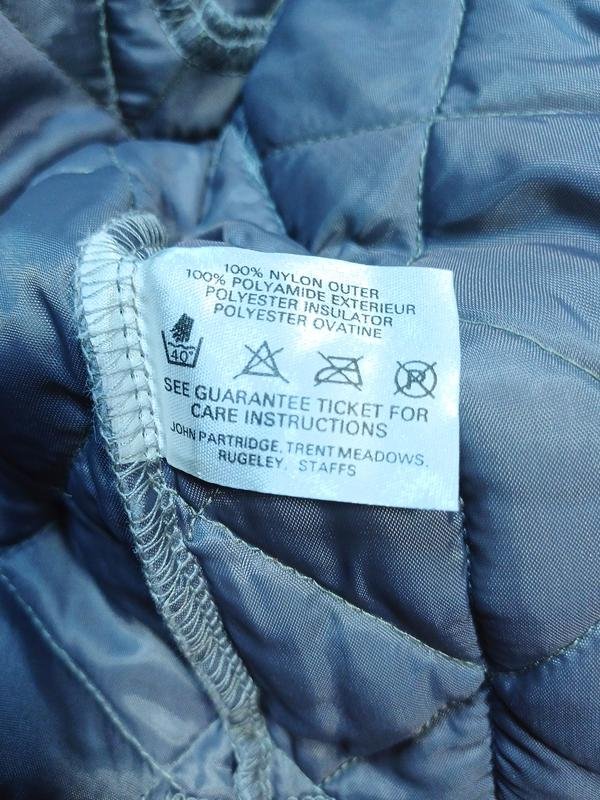 100% NYLON OUTER
100% POLYAMIDE EXTERIEUR
POLYESTER INSULATOR
POLYESTER OVATINE
40°
R
SEE GUARANTEE TICKET FOR
CARE INSTRUCTIONS
JOHN PARTRIDGE, TRENT MEADOWS,
RUGELEY, STAFFS